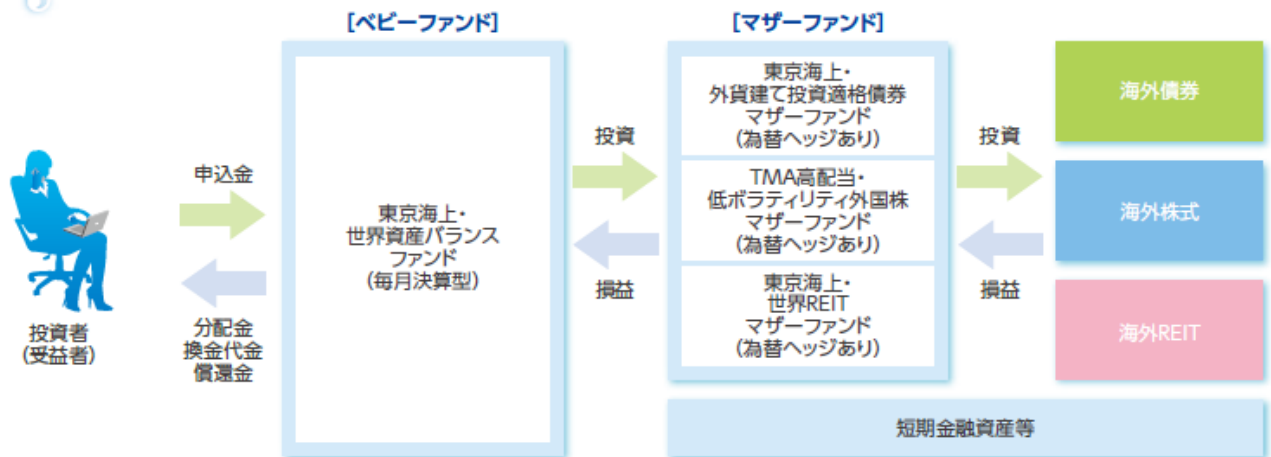 [ベビーファンド]
[マザーファンド]
投資者
(受益者)
申込金
分配金
換金代金
償還金
東京海上・
世界資産バランス
ファンド
(毎月決算型)
投資
損益
東京海上・
外貨建て投資適格債券
マザーファンド
(為替ヘッジあり)
TMA高配当・
低ボラティリティ外国株
マザーファンド
(為替ヘッジあり)
東京海上・
世界REIT
マザーファンド
(為替ヘッジあり)
投資
損益
海外債券
海外株式
海外REIT
短期金融資産等